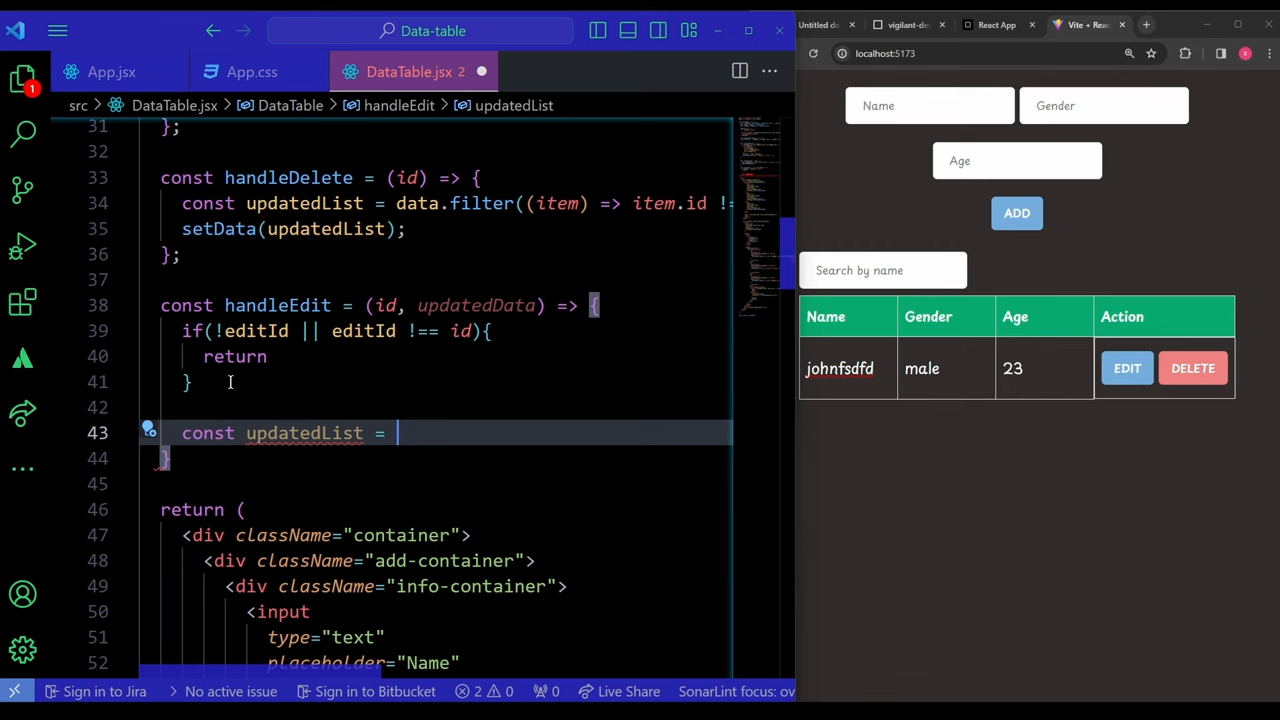 Data-table
App.jsx
App.css
DataTable.jsx 2
src > DataTable.jsx > DataTable > handleEdit > updatedList
31 };
32
33 const handleDelete = (id) => {
34 const updatedList = data.filter((item) => item.id !=
35 setData(updatedList);
36 };
37
38 const handleEdit = (id, updatedData) => {
39 if(!editId || editId !== id){
40 return
41 }
42
43 const updatedList =
44 }
45
46 return (
47 <div className="container">
48 <div className="add-container">
49 <div className="info-container">
50 <input
51 type="text"
52 placeholder="Name"
1
Sign in to Jira
No active issue
Sign in to Bitbucket
2 0
0
Live Share
SonarLint focus: ov
Untitled do
vigilant-de
React App
Vite + Rea
localhost:5173
x
Name Gender
Age
ADD
Search by name
Name Gender Age Action
johnfsdfd male 23 EDIT DELETE